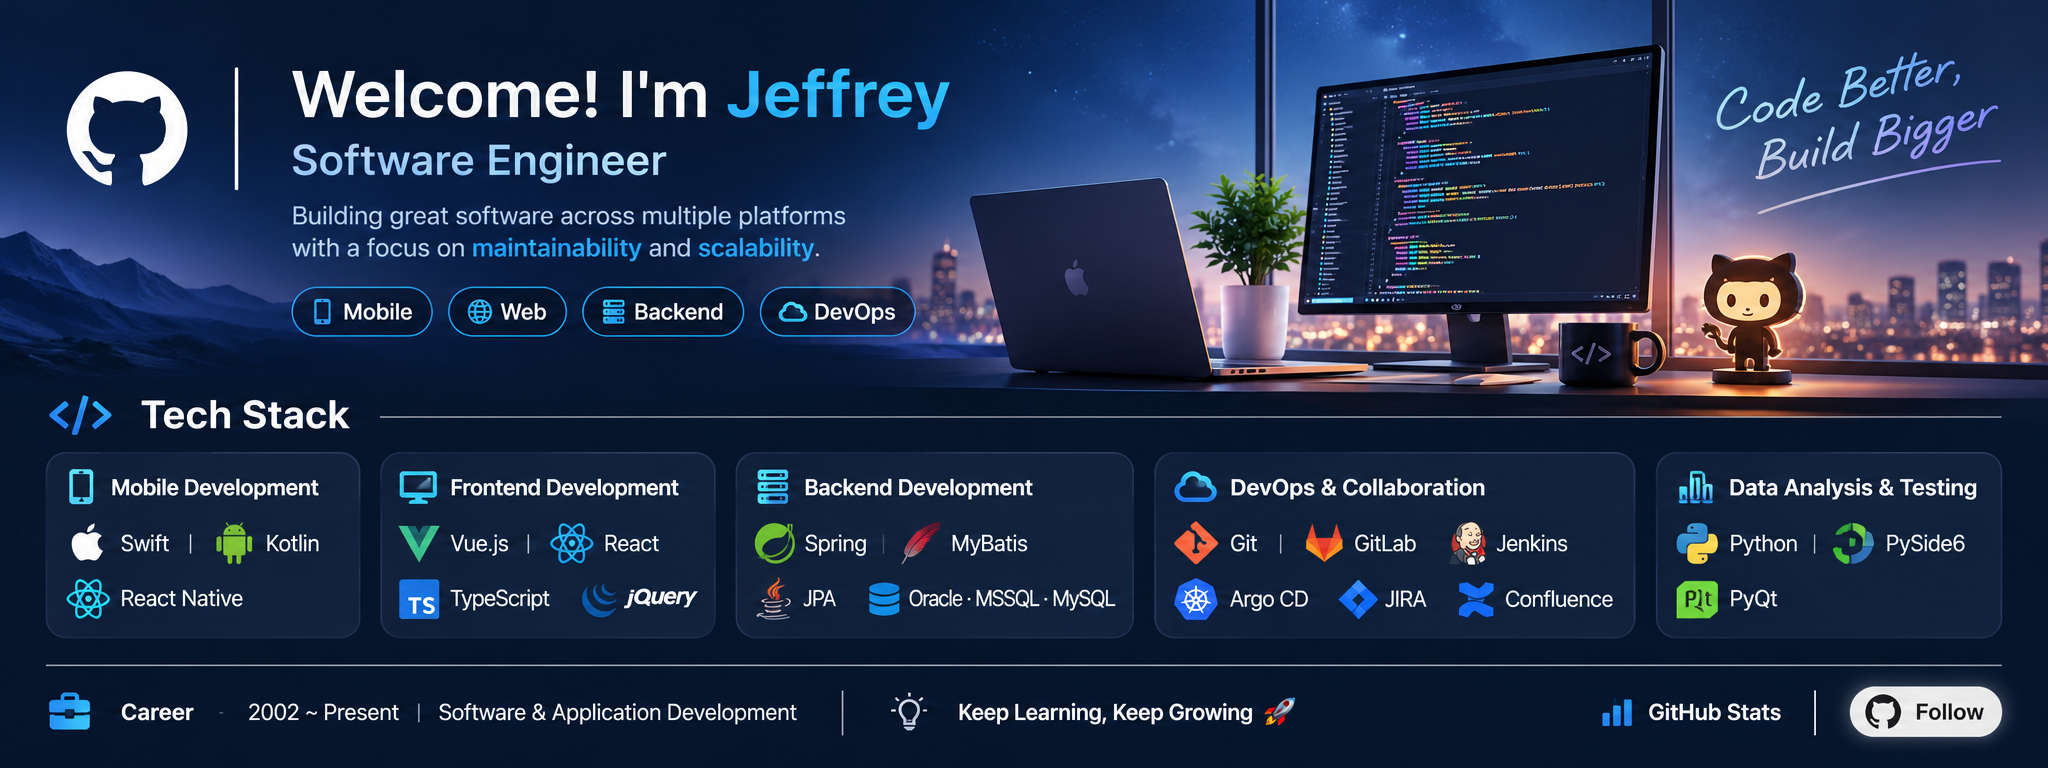 Welcome! I'm Jeffrey
Software Engineer
Building great software across multiple platforms
with a focus on maintainability and scalability.
Mobile
Web
Backend
DevOps
Code Better,
Build Bigger
</>
</> Tech Stack
Mobile Development
Swift | Kotlin
React Native
Frontend Development
Vue.js | React
TS TypeScript jQuery
Backend Development
Spring | MyBatis
JPA Oracle · MSSQL · MySQL
DevOps & Collaboration
Git | GitLab Jenkins
Argo CD JIRA Confluence
Data Analysis & Testing
Python | PySide6
PyQt
Career - 2002 ~ Present | Software & Application Development
Keep Learning, Keep Growing 🚀
GitHub Stats
Follow